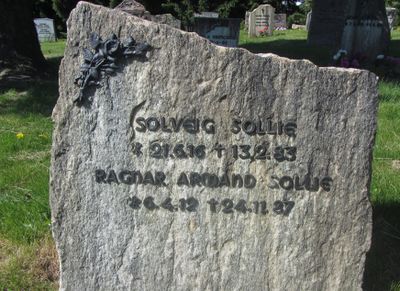 SOLVEIG SOLLIE
* 21.6.16 † 13.2.83
RAGNAR ARMAND SOLLIE
* 6.4.12 † 24.11.87